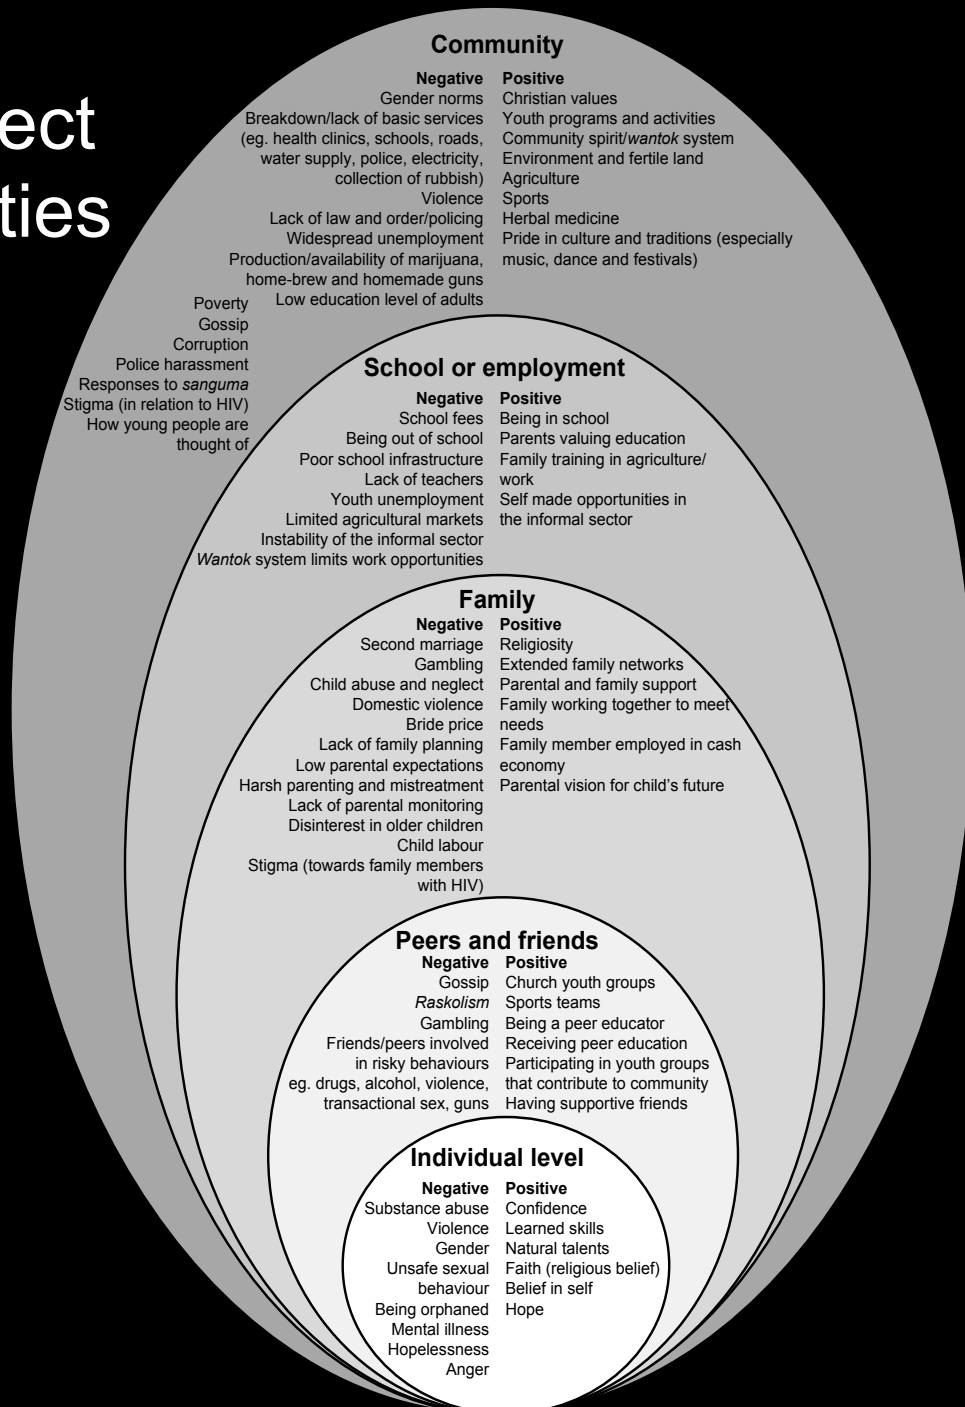 ect
ties
Community
Negative
Gender norms
Breakdown/lack of basic services
(eg. health clinics, schools, roads,
water supply, police, electricity,
collection of rubbish)
Violence
Lack of law and order/policing
Widespread unemployment
Production/availability of marijuana,
home-brew and homemade guns
Low education level of adults
Poverty
Gossip
Corruption
Police harassment
Responses to sanguma
Stigma (in relation to HIV)
How young people are
thought of
Positive
Christian values
Youth programs and activities
Community spirit/wantok system
Environment and fertile land
Agriculture
Sports
Herbal medicine
Pride in culture and traditions (especially
music, dance and festivals)
School or employment
Negative
School fees
Being out of school
Poor school infrastructure
Lack of teachers
Youth unemployment
Limited agricultural markets
Instability of the informal sector
Wantok system limits work opportunities
Positive
Being in school
Parents valuing education
Family training in agriculture/
work
Self made opportunities in
the informal sector
Family
Negative
Second marriage
Gambling
Child abuse and neglect
Domestic violence
Bride price
Lack of family planning
Low parental expectations
Harsh parenting and mistreatment
Lack of parental monitoring
Disinterest in older children
Child labour
Stigma (towards family members
with HIV)
Positive
Religiosity
Extended family networks
Parental and family support
Family working together to meet
needs
Family member employed in cash
economy
Parental vision for child’s future
Peers and friends
Negative
Gossip
Raskolism
Gambling
Friends/peers involved
in risky behaviours
eg. drugs, alcohol, violence,
transactional sex, guns
Positive
Church youth groups
Sports teams
Being a peer educator
Receiving peer education
Participating in youth groups
that contribute to community
Having supportive friends
Individual level
Negative
Substance abuse
Violence
Gender
Unsafe sexual
behaviour
Being orphaned
Mental illness
Hopelessness
Anger
Positive
Confidence
Learned skills
Natural talents
Faith (religious belief)
Belief in self
Hope